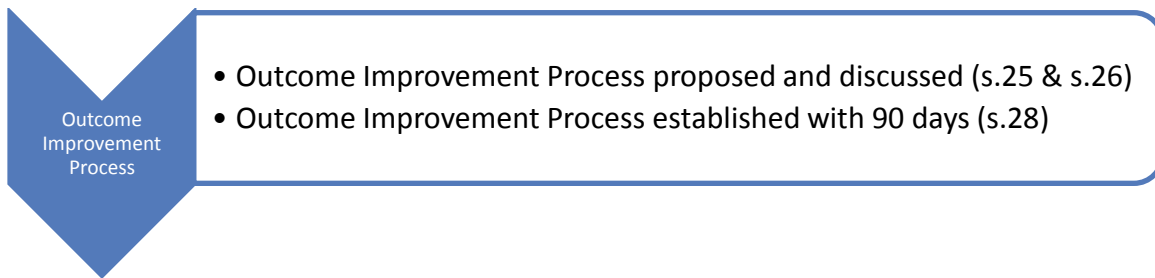 Outcome
Improvement
Process
• Outcome Improvement Process proposed and discussed (s.25 & s.26)
• Outcome Improvement Process established with 90 days (s.28)